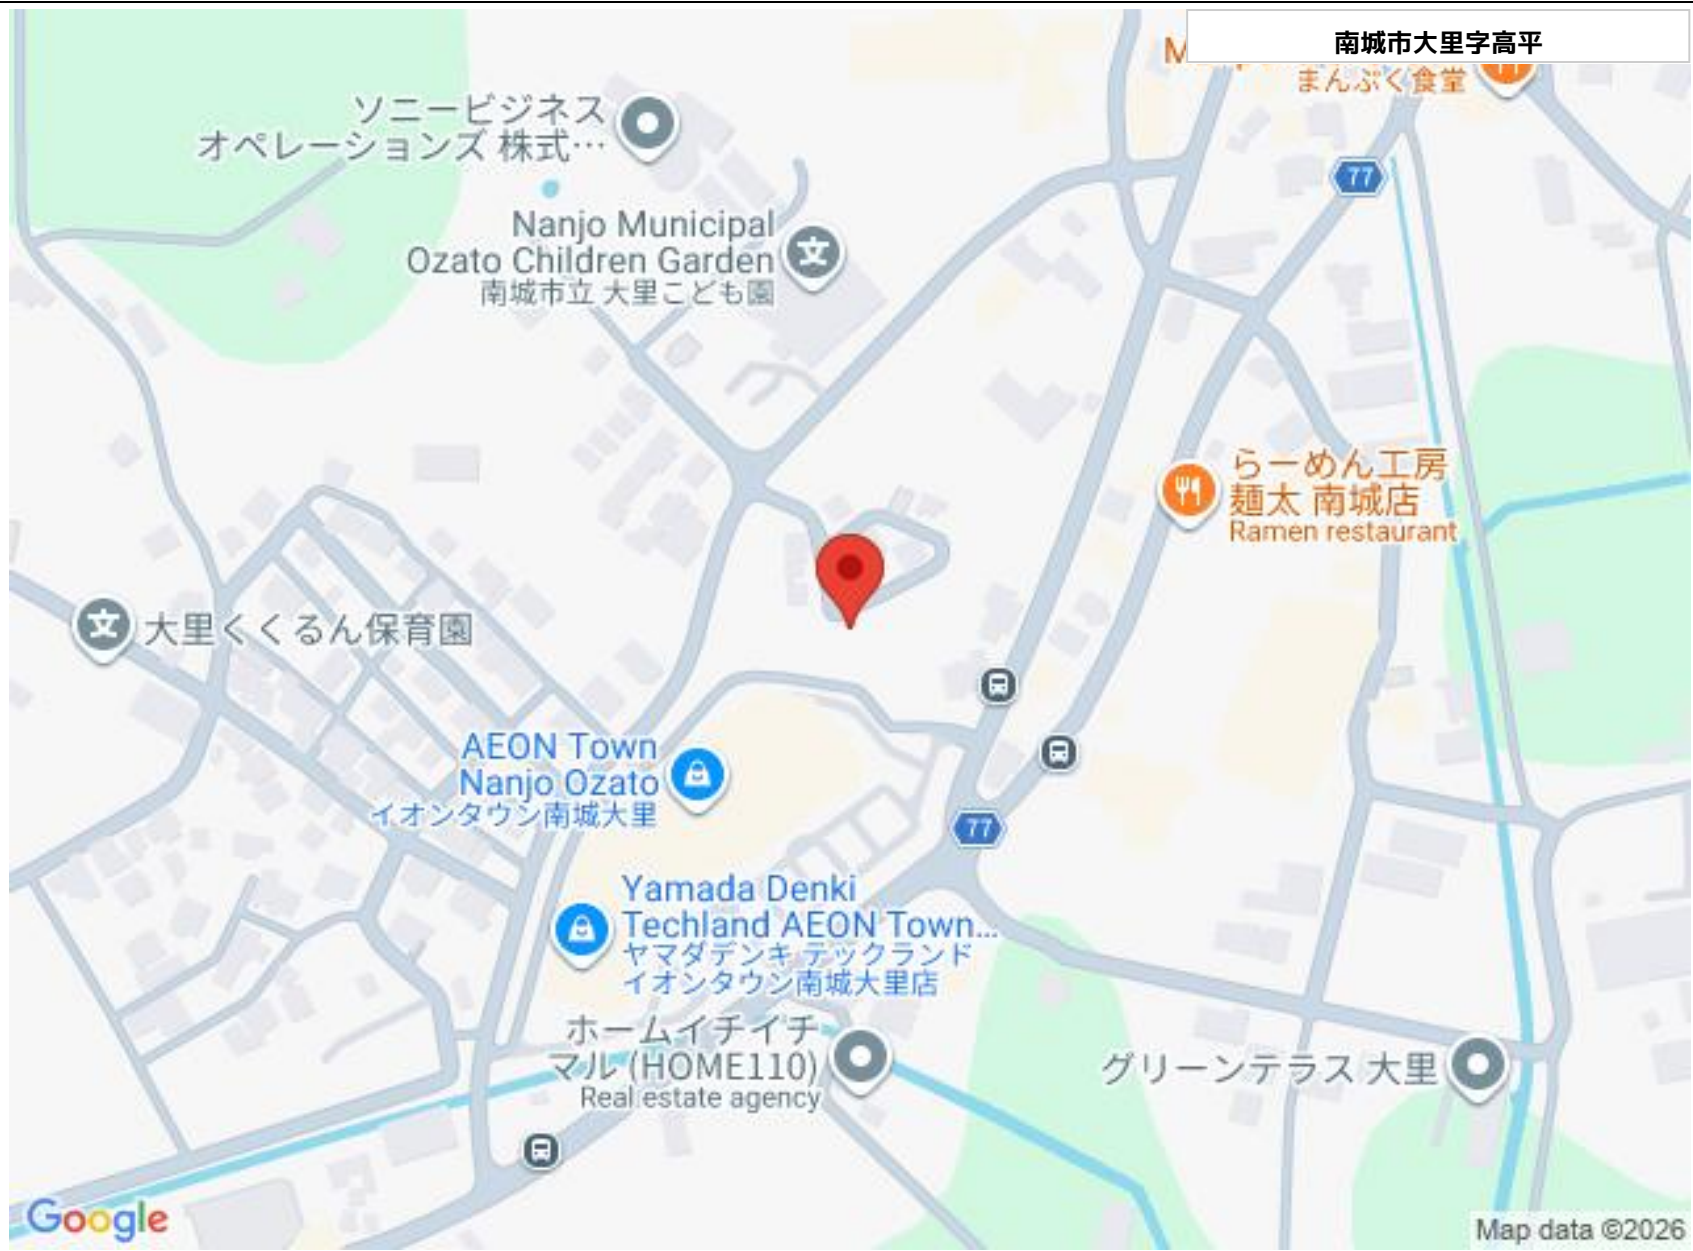 南城市大里字高平
まんぷく食堂
77
ソニービジネス
オペレーションズ 株式…
Nanjo Municipal
Ozato Children Garden
南城市立 大里こども園
らーめん工房
麺太 南城店
Ramen restaurant
大里くくるん保育園
AEON Town
Nanjo Ozato
イオンタウン南城大里
77
Yamada Denki
Techland AEON Town...
ヤマダデンキ テックランド
イオンタウン南城大里店
ホームイチイチ
マル (HOME110)
Real estate agency
グリーンテラス 大里
Google
Map data ©2026